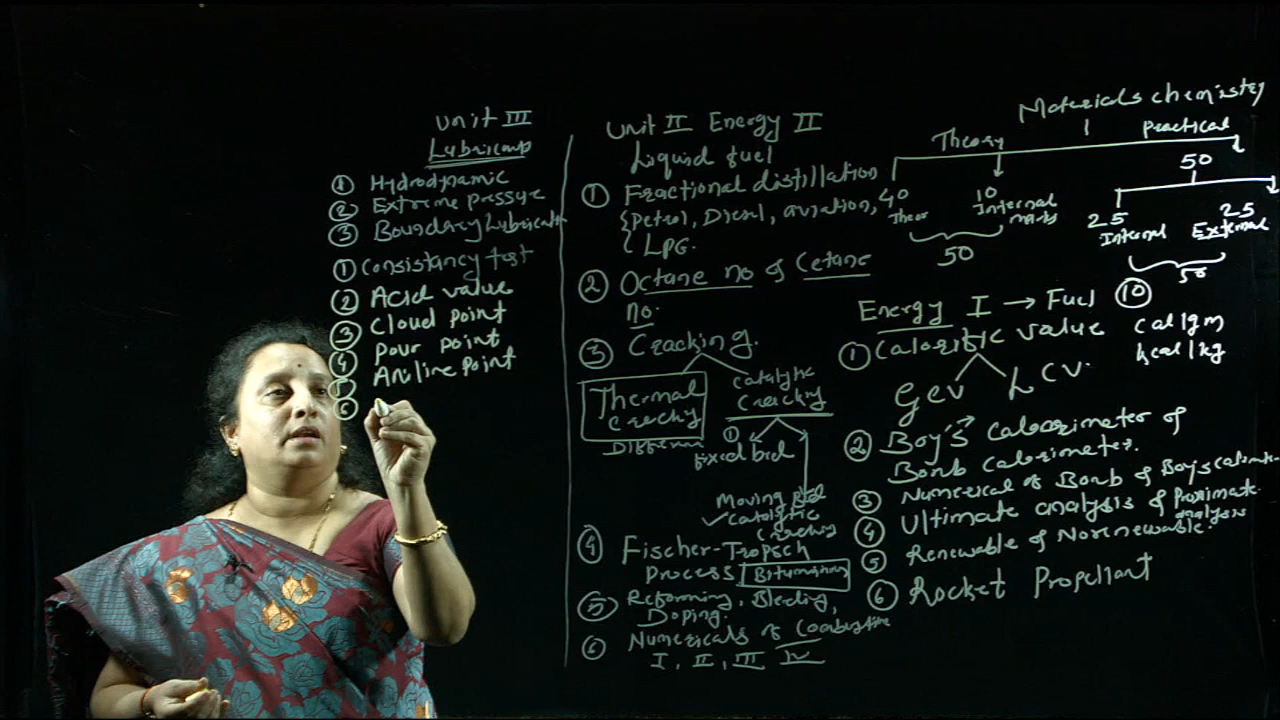 Unit III
Lubricants
① Hydrodynamic
② Extreme pressure
③ Boundary Lubricati
① Consistancy test
② Acid value
③ Cloud point
④ Pour point
⑤ Aniline Point
⑥
Unit II Energy II
Liquid fuel
① Fractional distillation
{Petrol, Diesel, aviation,
LPG.
② Octane no & Cetane
no.
③ Cracking.
Thermal
Cracking
Catalytic
Cracking
①
Fixed bed
Moving Bed
✓ Catalytic
Cracking
④ Fischer-Tropsch
Process
⑤ Reforming, Blending,
Doping.
⑥ Numericals of Combustion
I, II, III IV
Materials chemistry
Theory
Practical
40
Theor
10
Internal
marks
50
50
25
Internal
25
External
50
Energy I → Fuel ⑩
① Calorific value
Cal/gm
kcal/kg
GCV LCV.
② Boy's Calorimeter &
Bomb Calorimeter.
③ Numerical of Bomb & Boy's Calorimeter
④ Ultimate analysis & Proximate
analysis
⑤ Renewable & Nonrenewable.
⑥ Rocket Propellant